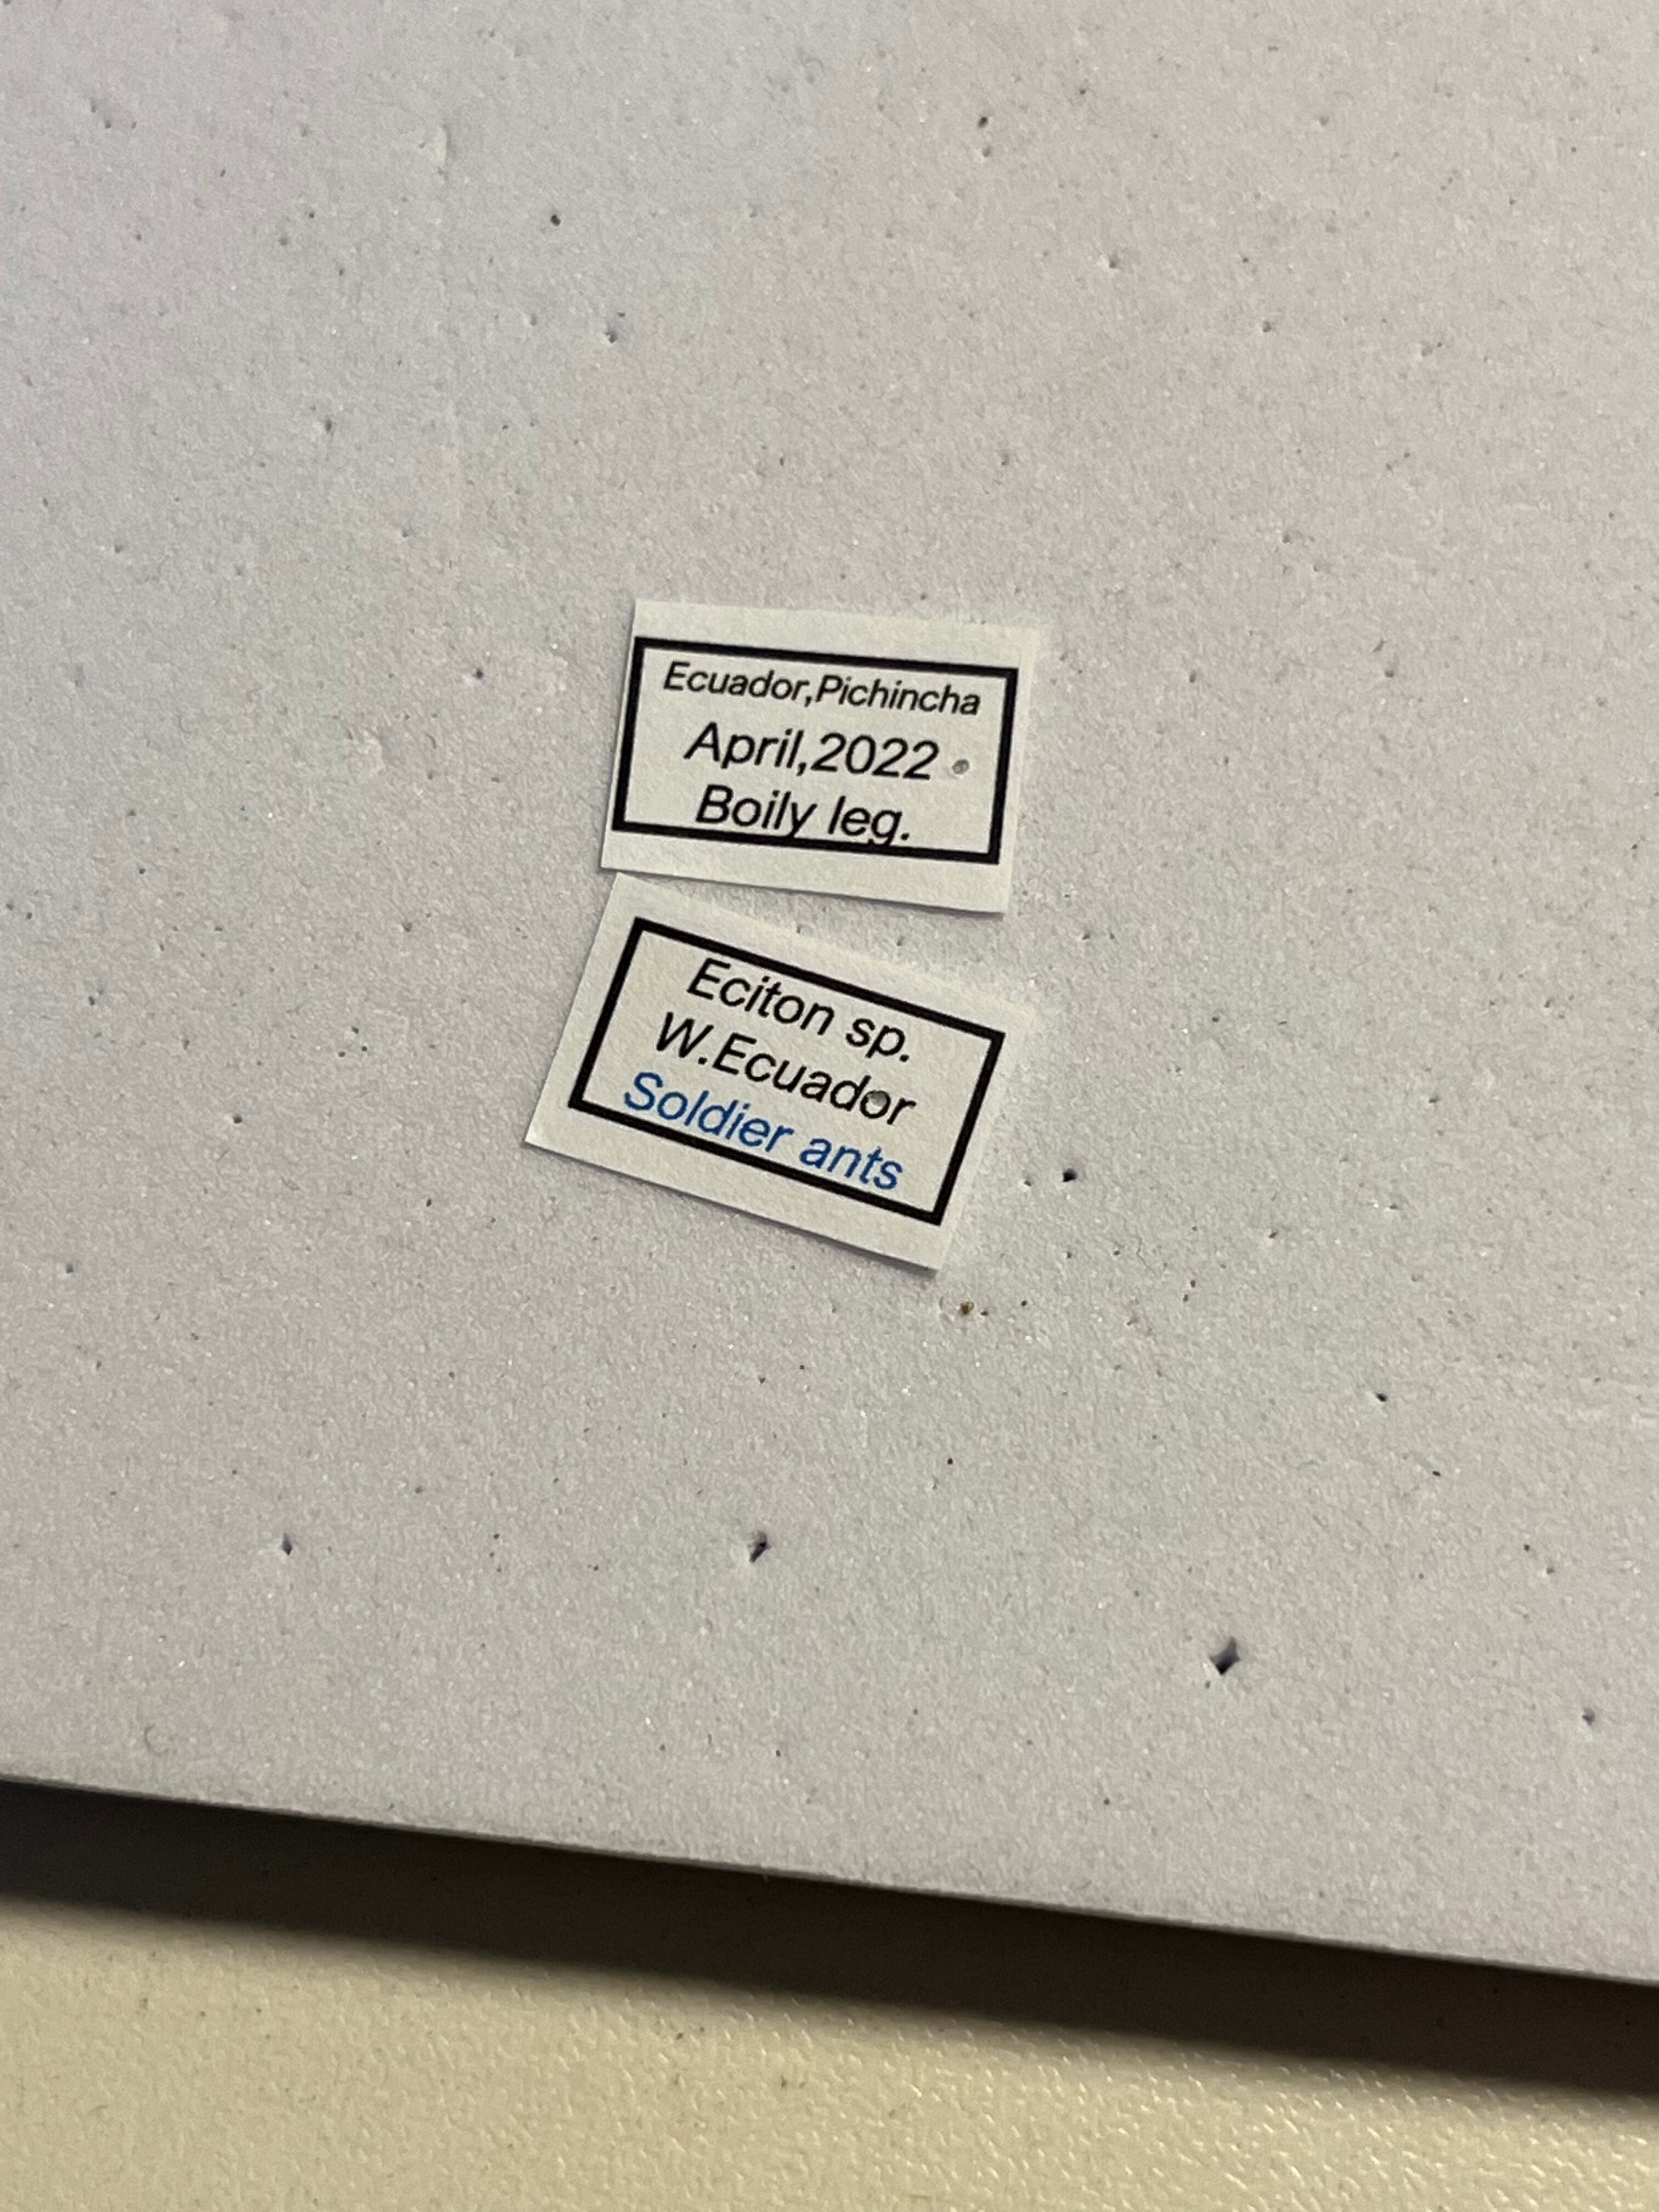 Ecuador,Pichincha
April,2022
Boily leg.
Eciton sp.
W.Ecuador
Soldier ants